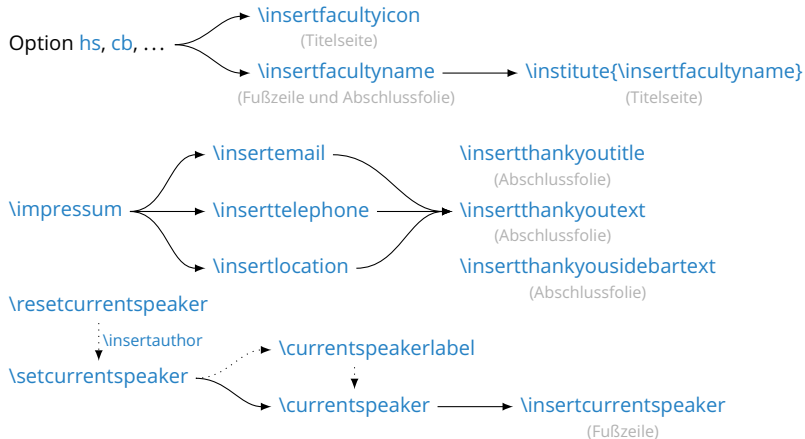 \insertfacultyicon
(Titelseite)
Option hs, cb, ...
\insertfacultyname
\institute{\insertfacultyname}
(Fußzeile und Abschlussfolie)
(Titelseite)
\insertemail
\insertthankyoutitle
(Abschlussfolie)
\impressum
\inserttelephone
\insertthankyoutext
(Abschlussfolie)
\insertlocation
\insertthankyousidebartext
(Abschlussfolie)
\resetcurrentspeaker
\insertauthor
\currentspeakerlabel
\setcurrentspeaker
\currentspeaker
\insertcurrentspeaker
(Fußzeile)